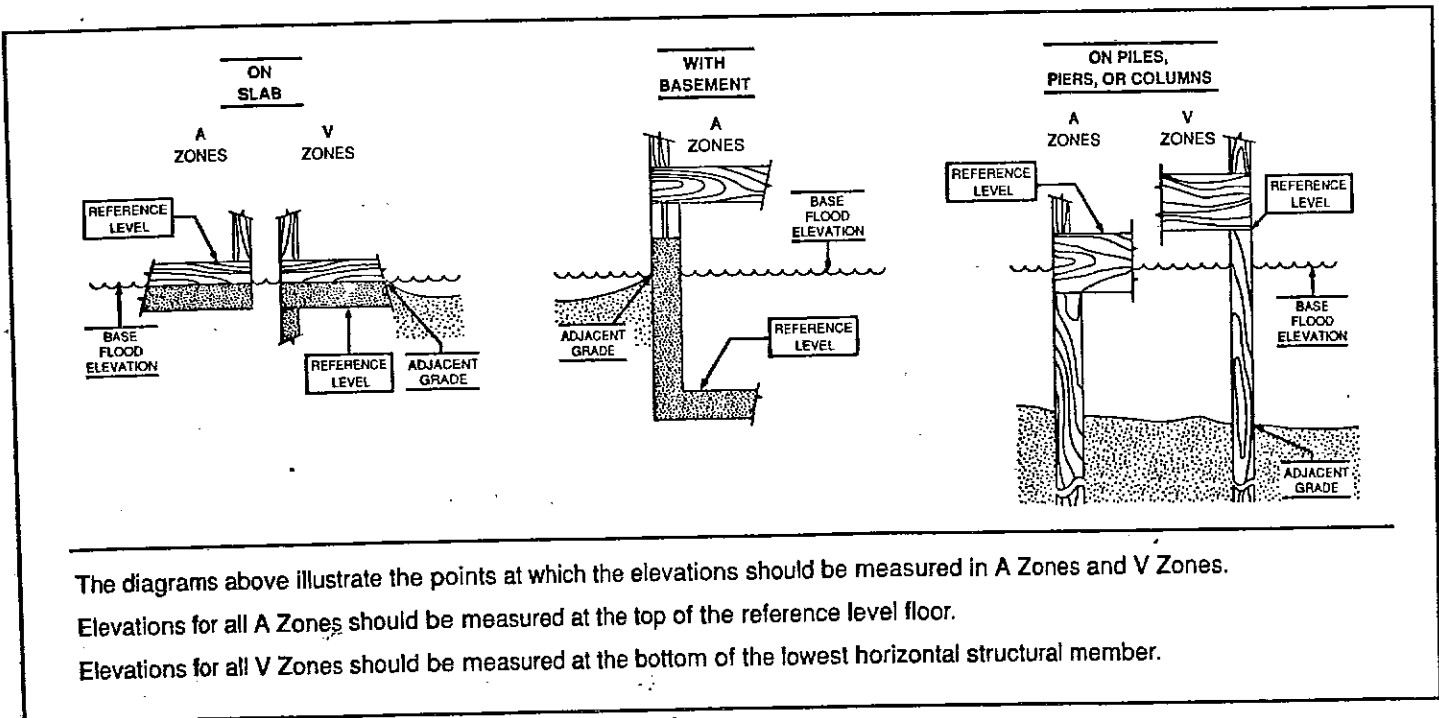 ON
SLAB
A
ZONES
V
ZONES
REFERENCE
LEVEL
BASE
FLOOD
ELEVATION
REFERENCE
LEVEL
ADJACENT
GRADE
WITH
BASEMENT
A
ZONES
BASE
FLOOD
ELEVATION
ADJACENT
GRADE
REFERENCE
LEVEL
ON PILES,
PIERS, OR COLUMNS
A
ZONES
V
ZONES
REFERENCE
LEVEL
REFERENCE
LEVEL
BASE
FLOOD
ELEVATION
ADJACENT
GRADE
The diagrams above illustrate the points at which the elevations should be measured in A Zones and V Zones.
Elevations for all A Zones should be measured at the top of the reference level floor.
Elevations for all V Zones should be measured at the bottom of the lowest horizontal structural member.